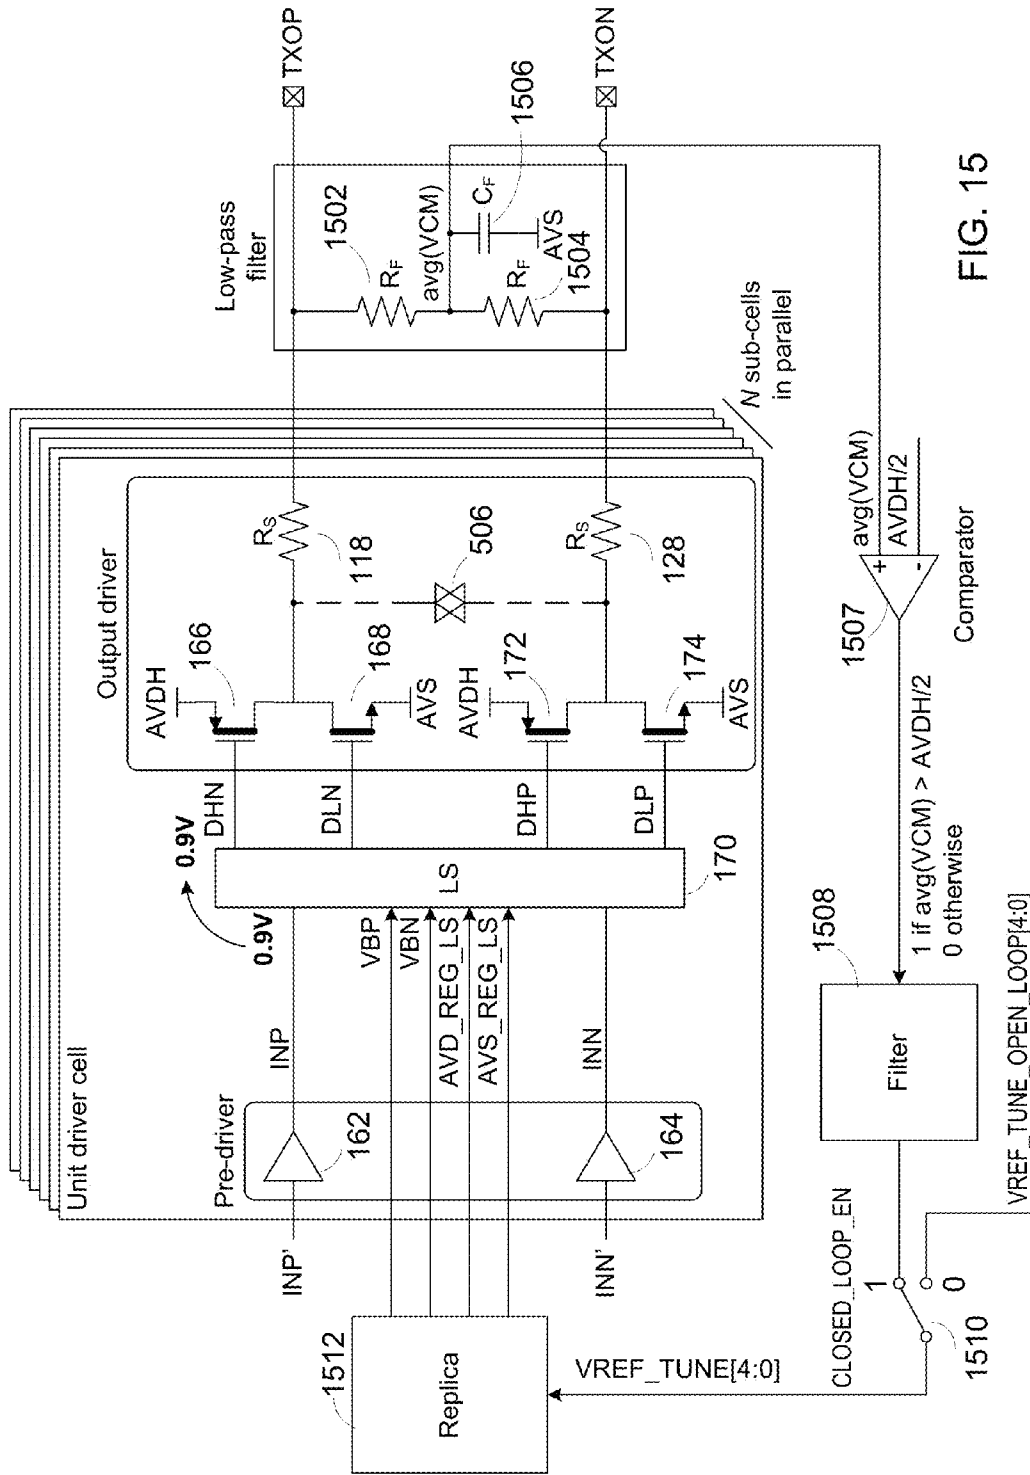 Unit driver cell
N sub-cells
in parallel
Output driver
Low-pass
filter
Pre-driver
INP'
162
INP
0.9V
0.9V
LS
170
DHN
DLN
DHP
DLP
AVDH
166
168
AVS
AVDH
172
174
AVS
RS
118
506
RS
128
1502
RF
avg(VCM)
CF
1506
AVS
RF
1504
TXOP
TXON
1512
Replica
VBP
VBN
AVD_REG_LS
AVS_REG_LS
INN'
164
INN
VREF_TUNE[4:0]
CLOSED_LOOP_EN
1
0
1510
VREF_TUNE_OPEN_LOOP[4:0]
Filter
1508
1 if avg(VCM) > AVDH/2
0 otherwise
1507
+
-
Comparator
avg(VCM)
AVDH/2
FIG. 15